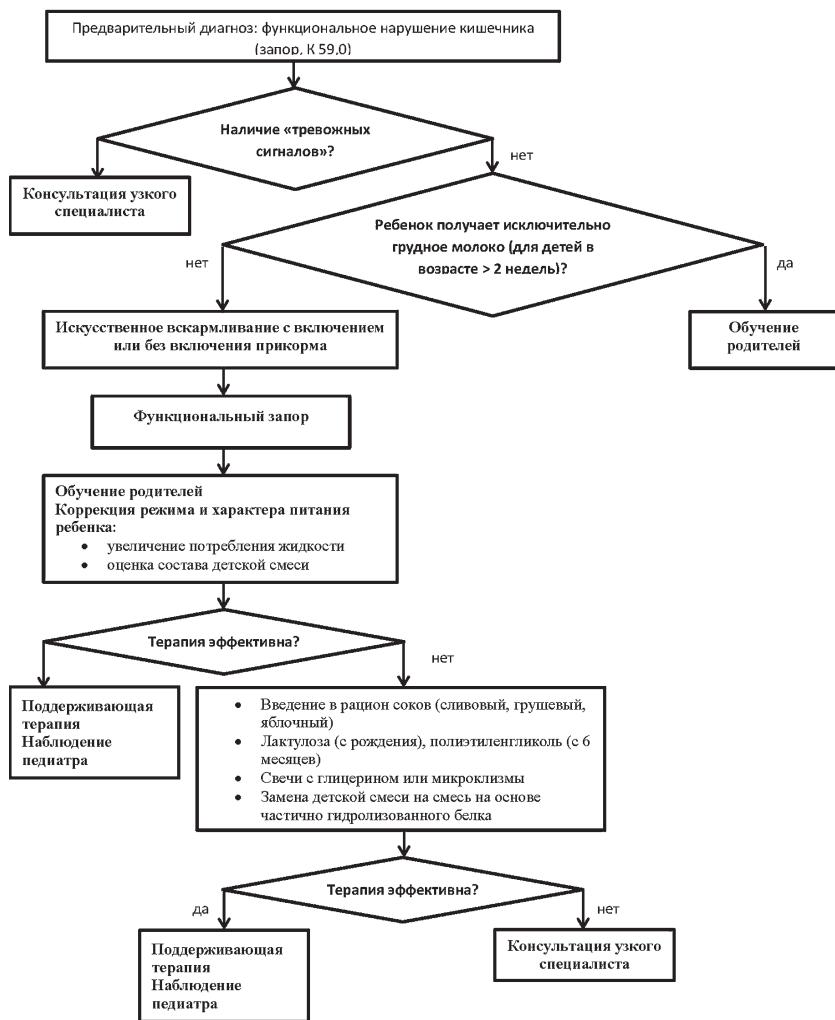 Предварительный диагноз: функциональное нарушение кишечника
(запор, К 59,0)
Наличие «тревожных
сигналов»?
нет
Консультация узкого
специалиста
Ребенок получает исключительно
грудное молоко (для детей в
возрасте > 2 недель)?
нет
да
Искусственное вскармливание с включением
или без включения прикорма
Обучение
родителей
Функциональный запор
Обучение родителей
Коррекция режима и характера питания
ребенка:
• увеличение потребления жидкости
• оценка состава детской смеси
Терапия эффективна?
нет
Поддерживающая
терапия
Наблюдение
педиатра
• Введение в рацион соков (сливовый, грушевый,
яблочный)
• Лактулоза (с рождения), полиэтиленгликоль (с 6
месяцев)
• Свечи с глицерином или микроклизмы
• Замена детской смеси на смесь на основе
частично гидролизованного белка
Терапия эффективна?
да
нет
Поддерживающая
терапия
Наблюдение
педиатра
Консультация узкого
специалиста